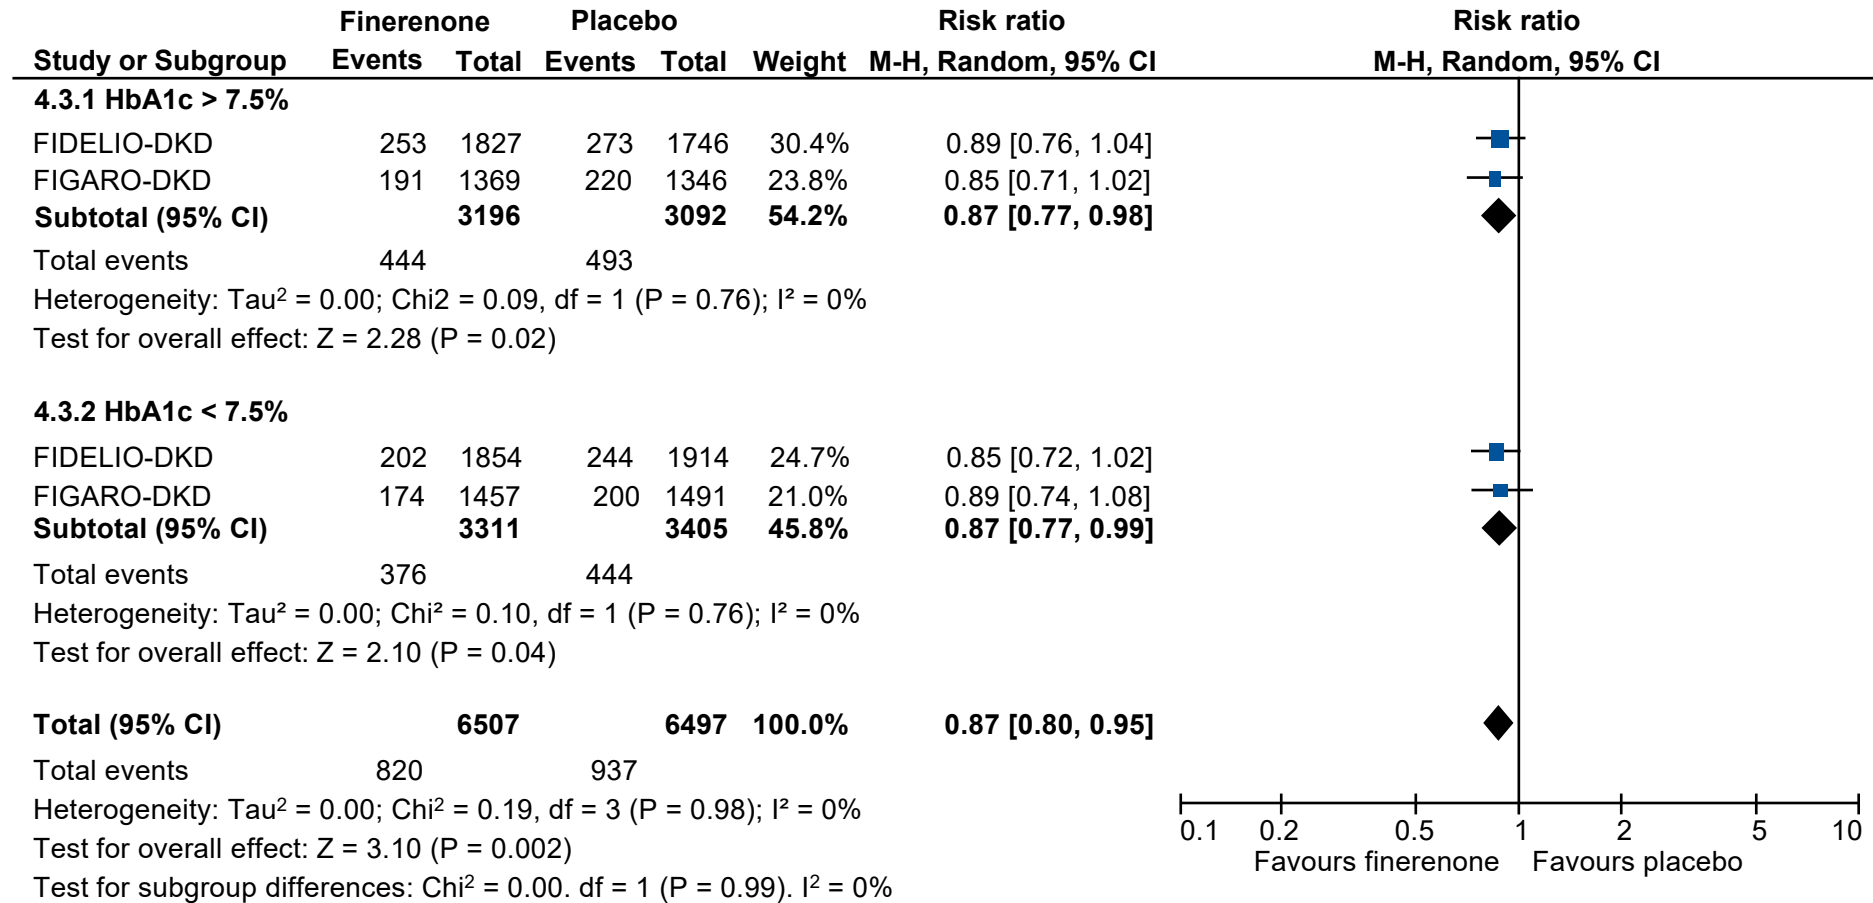 Finerenone Placebo Risk ratio Risk ratio
Study or Subgroup Events Total Events Total Weight M-H, Random, 95% CI M-H, Random, 95% CI
4.3.1 HbA1c > 7.5%
FIDELIO-DKD 253 1827 273 1746 30.4% 0.89 [0.76, 1.04]
FIGARO-DKD 191 1369 220 1346 23.8% 0.85 [0.71, 1.02]
Subtotal (95% CI) 3196 3092 54.2% 0.87 [0.77, 0.98]
Total events 444 493
Heterogeneity: Tau² = 0.00; Chi2 = 0.09, df = 1 (P = 0.76); I² = 0%
Test for overall effect: Z = 2.28 (P = 0.02)
4.3.2 HbA1c < 7.5%
FIDELIO-DKD 202 1854 244 1914 24.7% 0.85 [0.72, 1.02]
FIGARO-DKD 174 1457 200 1491 21.0% 0.89 [0.74, 1.08]
Subtotal (95% CI) 3311 3405 45.8% 0.87 [0.77, 0.99]
Total events 376 444
Heterogeneity: Tau² = 0.00; Chi² = 0.10, df = 1 (P = 0.76); I² = 0%
Test for overall effect: Z = 2.10 (P = 0.04)
Total (95% CI) 6507 6497 100.0% 0.87 [0.80, 0.95]
Total events 820 937
Heterogeneity: Tau² = 0.00; Chi² = 0.19, df = 3 (P = 0.98); I² = 0%
Test for overall effect: Z = 3.10 (P = 0.002)
Test for subgroup differences: Chi² = 0.00. df = 1 (P = 0.99). I² = 0%
0.1 0.2 0.5 1 2 5 10
Favours finerenone Favours placebo